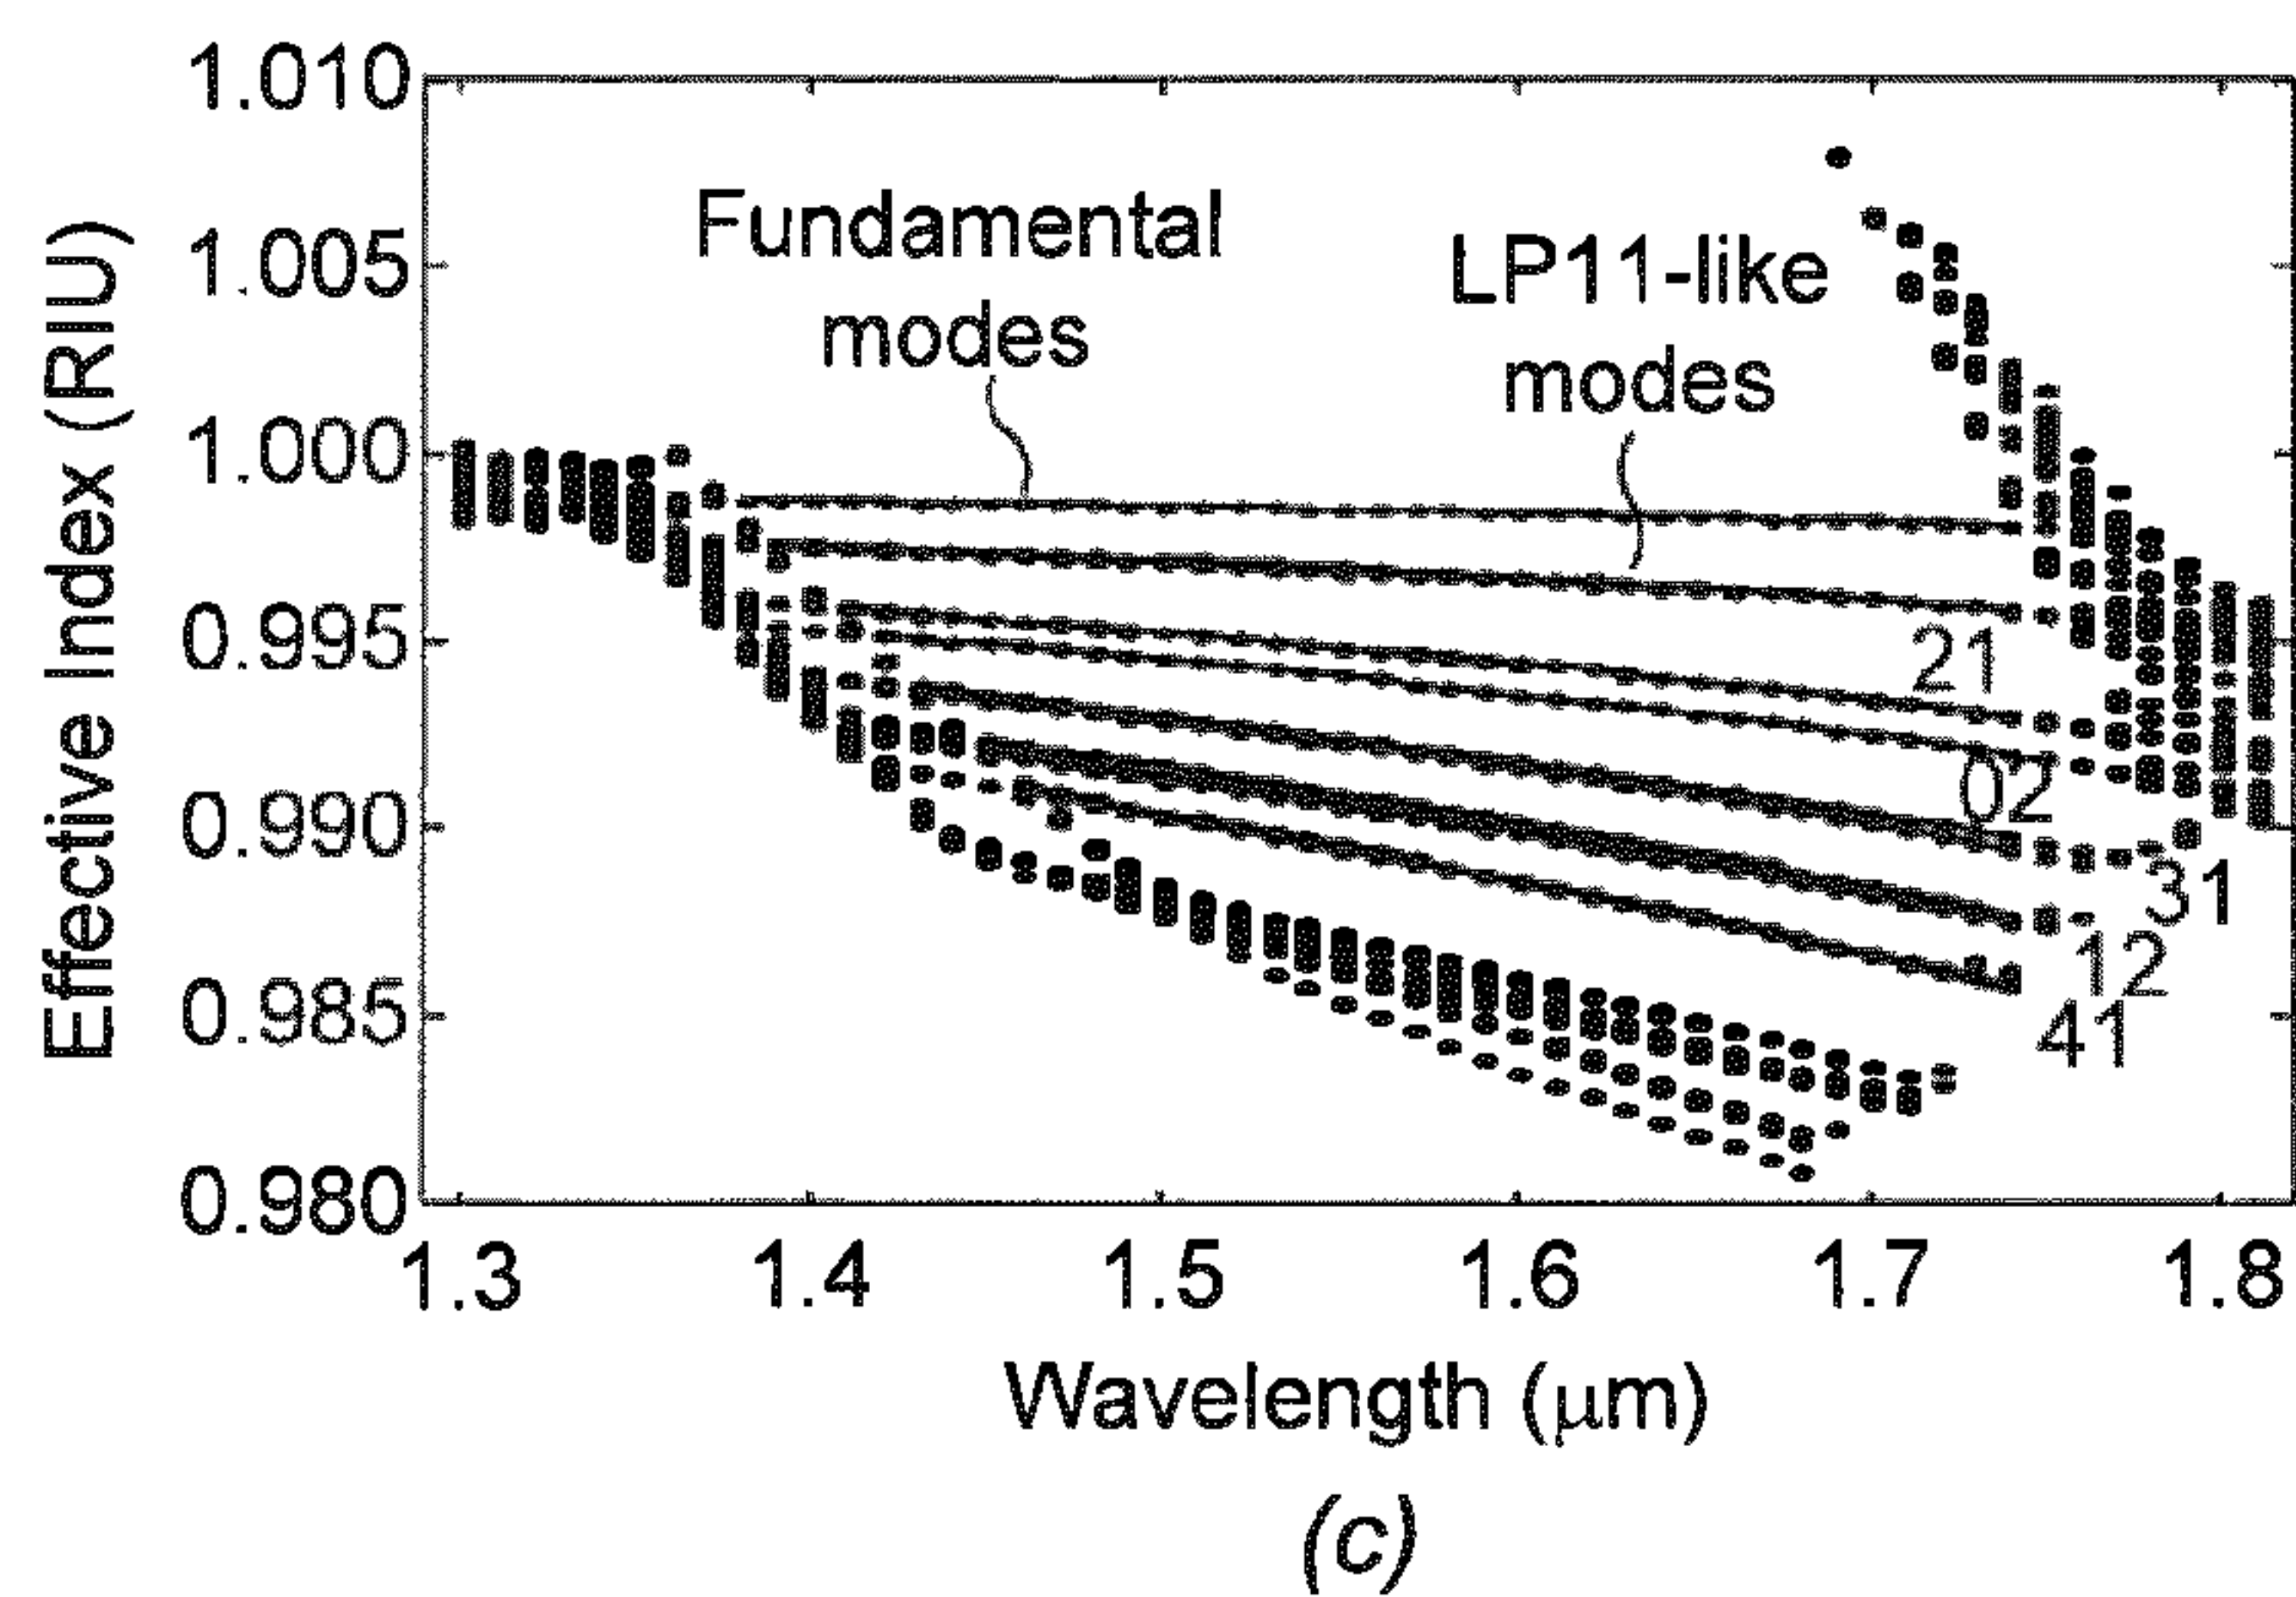 1.010
1.005
1.000
0.995
0.990
0.985
0.980
Effective Index (RIU)
Fundamental
modes
LP11-like
modes
21
02
31
12
41
1.3
1.4
1.5
1.6
1.7
1.8
Wavelength (μm)
(c)